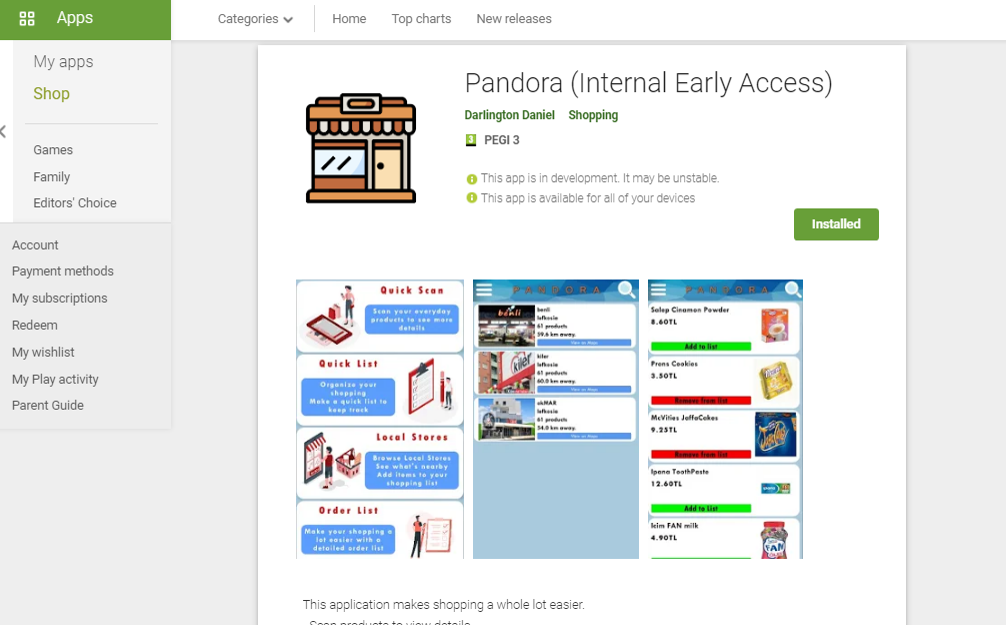 Apps
Categories
Home
Top charts
New releases
My apps
Shop
Games
Family
Editors' Choice
Account
Payment methods
My subscriptions
Redeem
My wishlist
My Play activity
Parent Guide
Pandora (Internal Early Access)
Darlington Daniel Shopping
3 PEGI 3
This app is in development. It may be unstable.
This app is available for all of your devices
Installed
Quick Scan
Scan your everyday
products to see more
details
Quick List
Organize your
shopping
Make a quick list to
keep track
Local Stores
Browse Local Stores
See what's nearby
Add items to your
shopping list
Order List
Make your shopping a
lot easier with a
detailed order list
PANDORA
benli
lefkosia
61 products
59.6 km away.
View on Maps
kiler
lefkosia
61 products
60.0 km away.
View on Maps
lefkosia
61 products
54.0 km away.
View on Maps
PANDORA
Salep Cinamon Powder
8.60TL
Add to list
Prens Cookies
3.50TL
Remove from list
McVities JaffaCakes
9.25TL
Remove from list
Ipana ToothPaste
12.60TL
Add to List
Icim FAN milk
4.90TL
FAN
This application makes shopping a whole lot easier.
- Scan products to view details